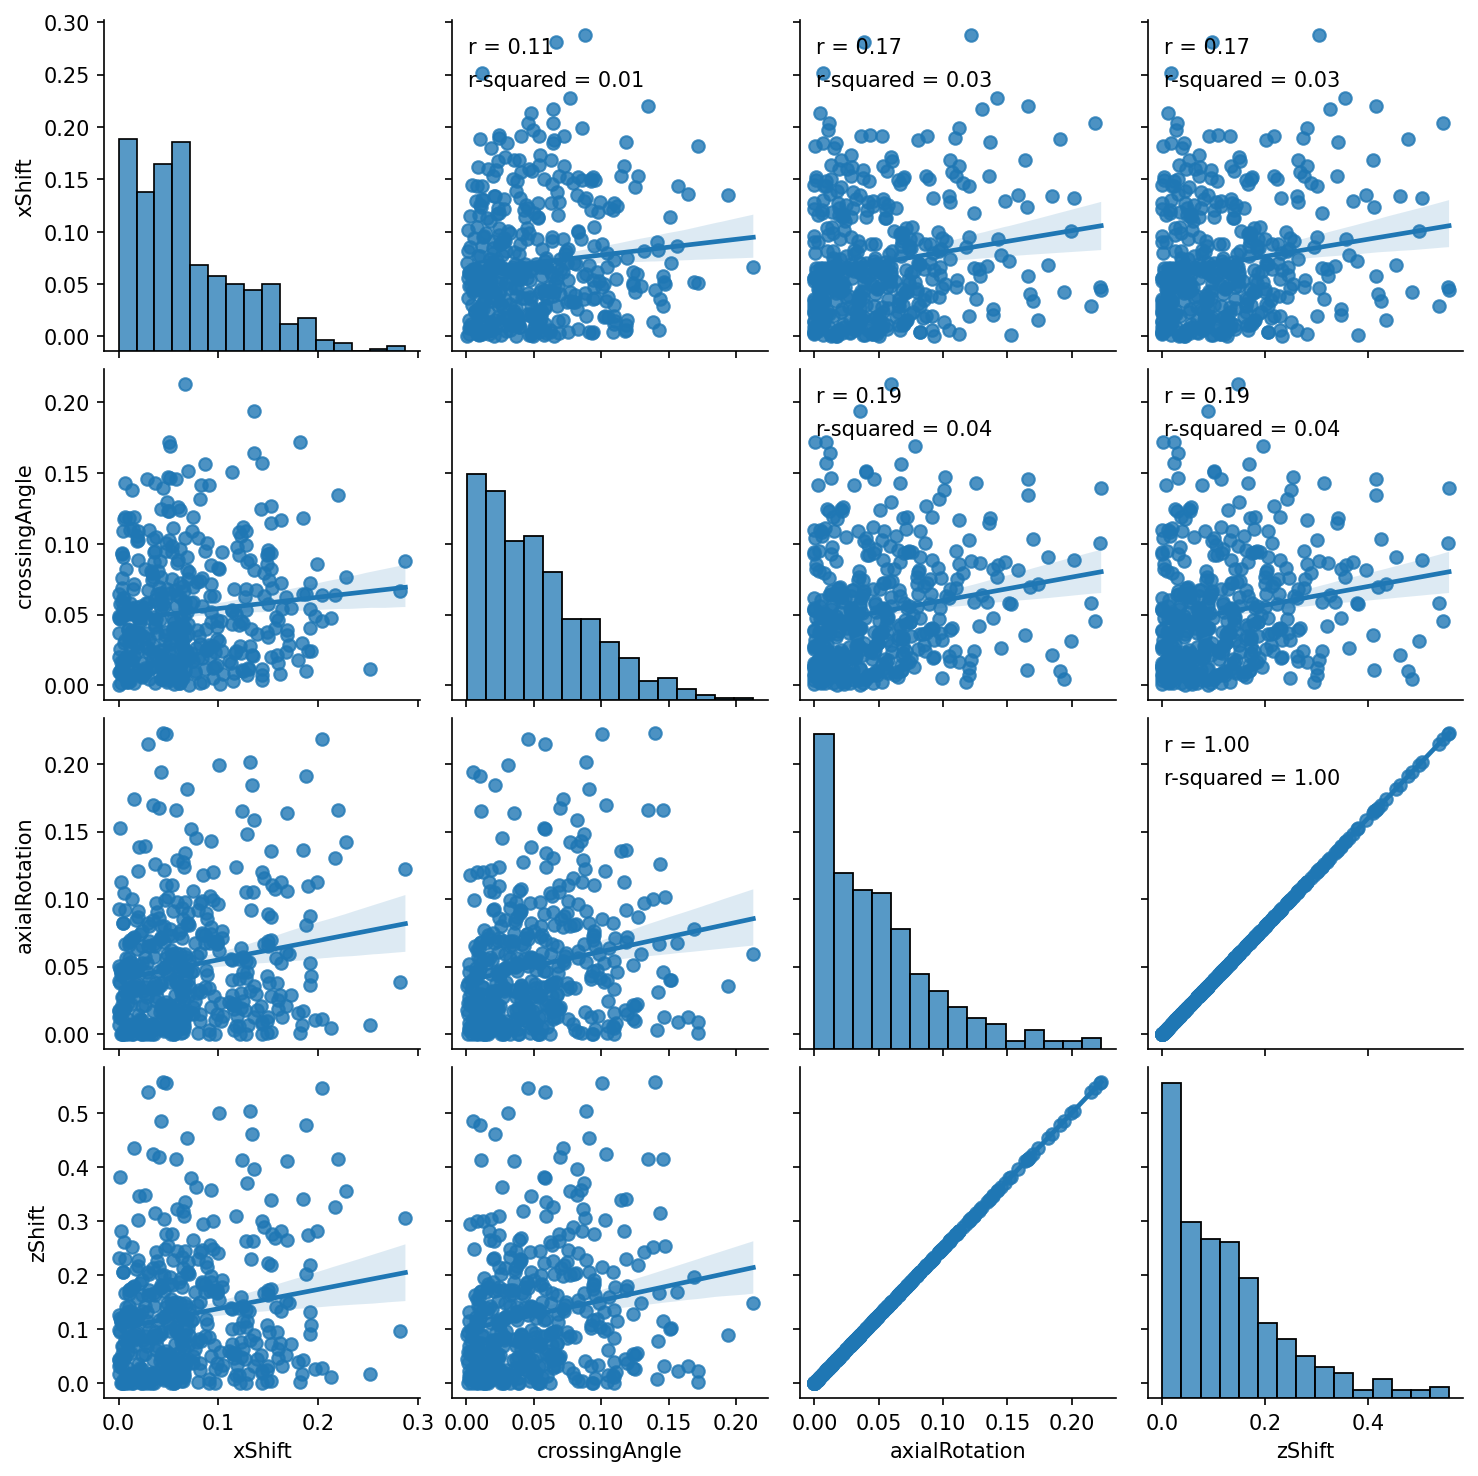 0.30
0.25
0.20
0.15
0.10
0.05
0.00
xShift
r = 0.11
r-squared = 0.01
r = 0.17
r-squared = 0.03
r = 0.17
r-squared = 0.03
0.20
0.15
0.10
0.05
0.00
crossingAngle
r = 0.19
r-squared = 0.04
r = 0.19
r-squared = 0.04
0.20
0.15
0.10
0.05
0.00
axialRotation
r = 1.00
r-squared = 1.00
0.5
0.4
0.3
0.2
0.1
0.0
zShift
0.0 0.1 0.2 0.3
xShift
0.00 0.05 0.10 0.15 0.20
crossingAngle
0.00 0.05 0.10 0.15 0.20
axialRotation
0.0 0.2 0.4
zShift